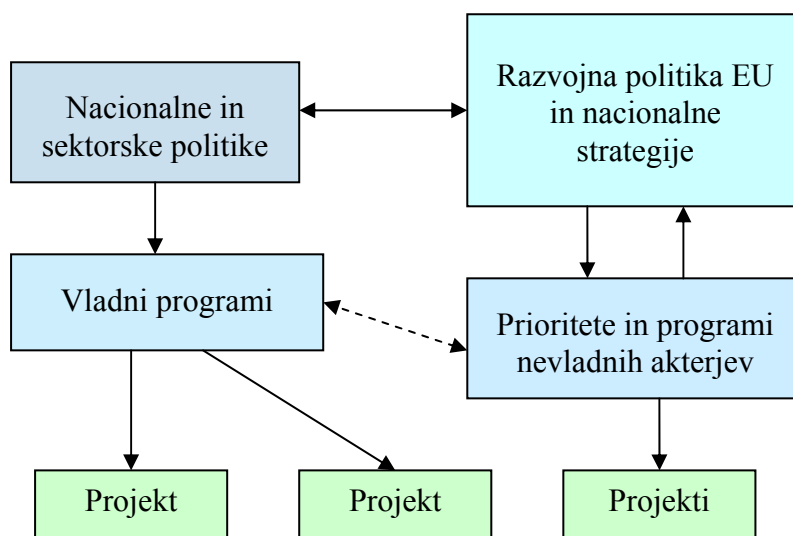 Nacionalne in
sektorske politike
Razvojna politika EU
in nacionalne
strategije
Vladni programi
Prioritete in programi
nevladnih akterjev
Projekt
Projekt
Projekti